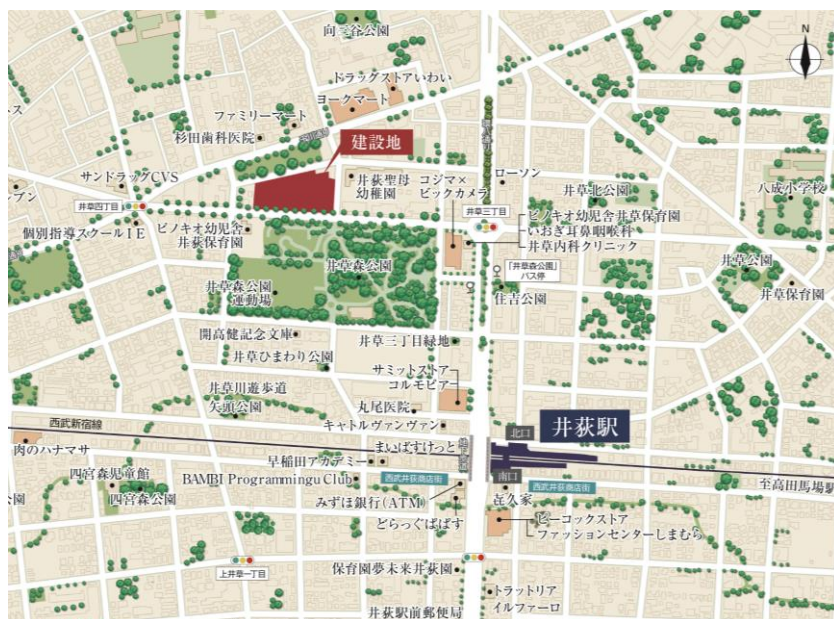 向三谷公園
ドラッグストアいわい
ヨークマート
ファミリーマート
杉田歯科医院
建設地
サンドラッグCVS
井荻聖母
幼稚園
コジマ×
ビックカメラ
ローソン
井草北公園
八成小学校
井草四丁目
井草三丁目
個別指導スクールIE
ピノキオ幼児舎
井荻保育園
ピノキオ幼児舎井草保育園
いおぎ耳鼻咽喉科
井草内科クリニック
井草森公園
井草森公園
運動場
「井草森公園」
バス停
住吉公園
井草公園
井草保育園
開高健記念文庫
井草三丁目緑地
井草ひまわり公園
サミットストア
コルモピア
井草川遊歩道
矢頭公園
丸尾医院
西武新宿線
キャトルヴァンヴァン
北口
井荻駅
肉のハナマサ
まいばすけっと
地下歩道
早稲田アカデミー
四宮森児童館
BAMBI Programmingu Club
西武井荻商店街
南口
西武井荻商店街
至高田馬場駅
四宮森公園
みずほ銀行(ATM)
㐂久家
どらっぐぱぱす
ピーコックストア
ファッションセンターしまむら
上井草一丁目
保育園夢未来井荻園
トラットリア
イルファーロ
井荻駅前郵便局